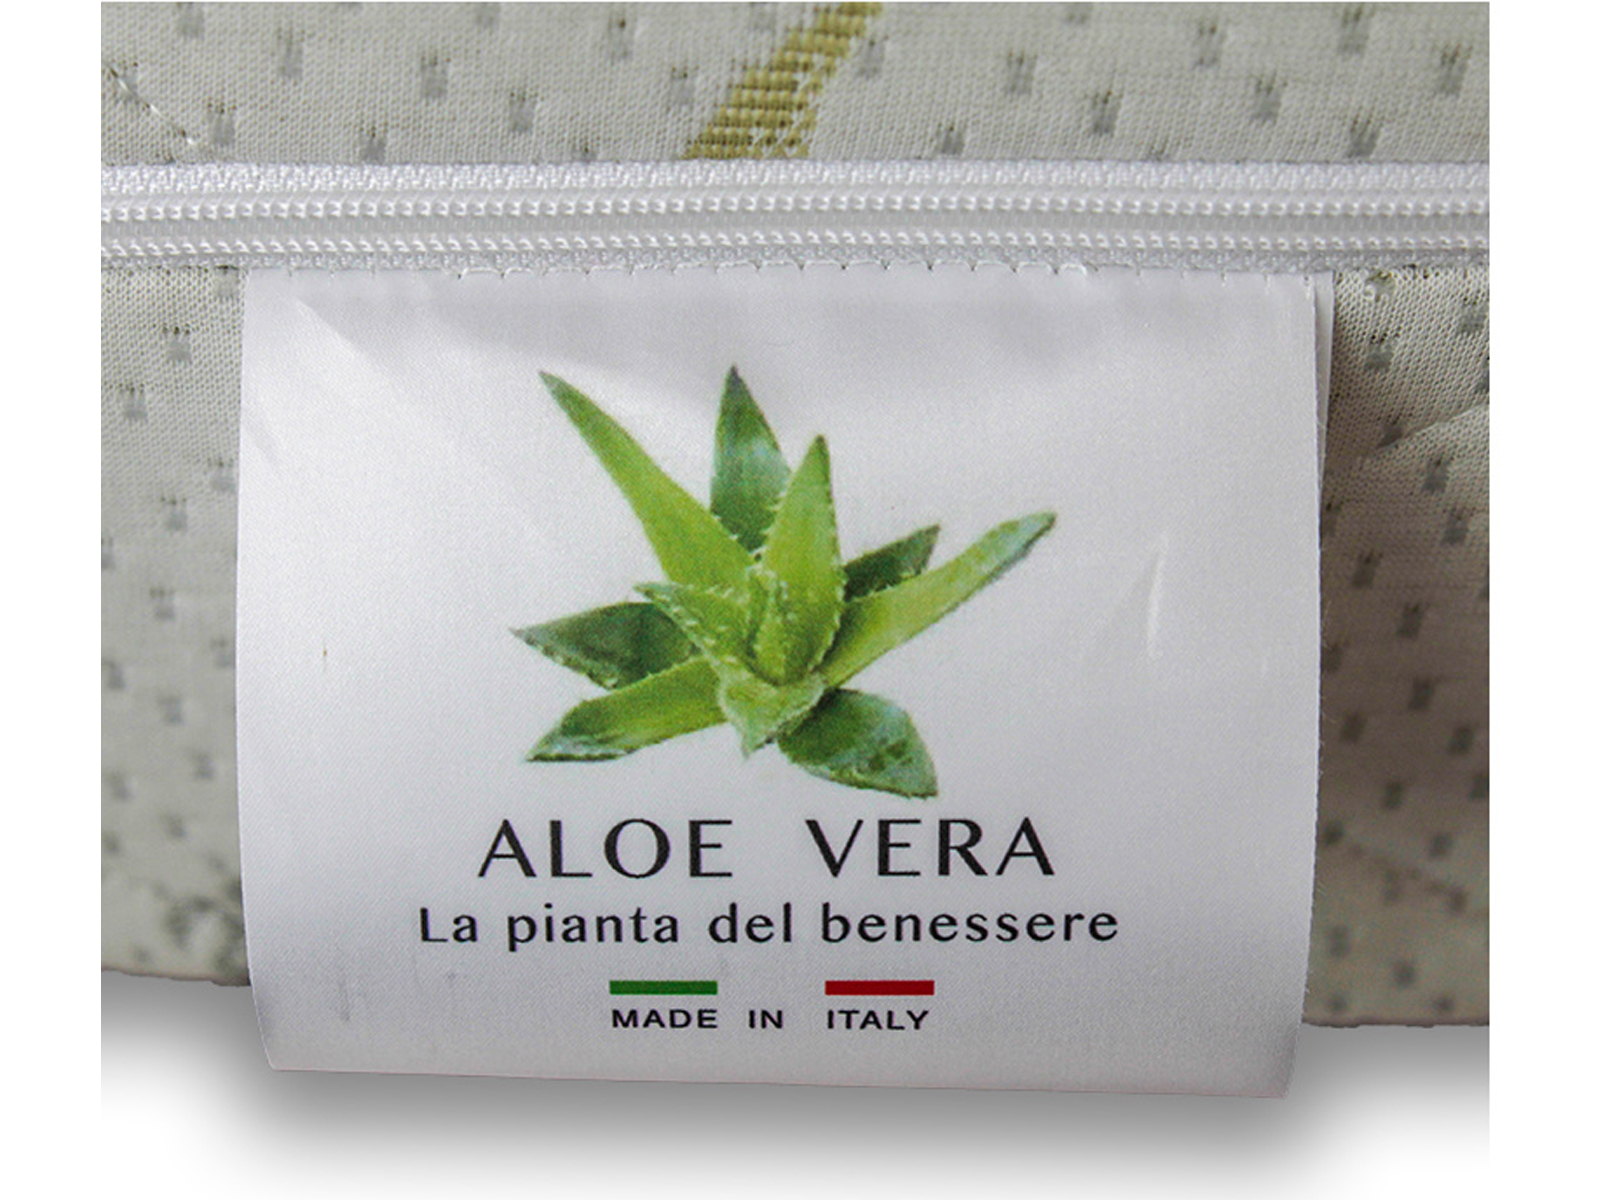 ALOE VERA
La pianta del benessere
MADE IN ITALY